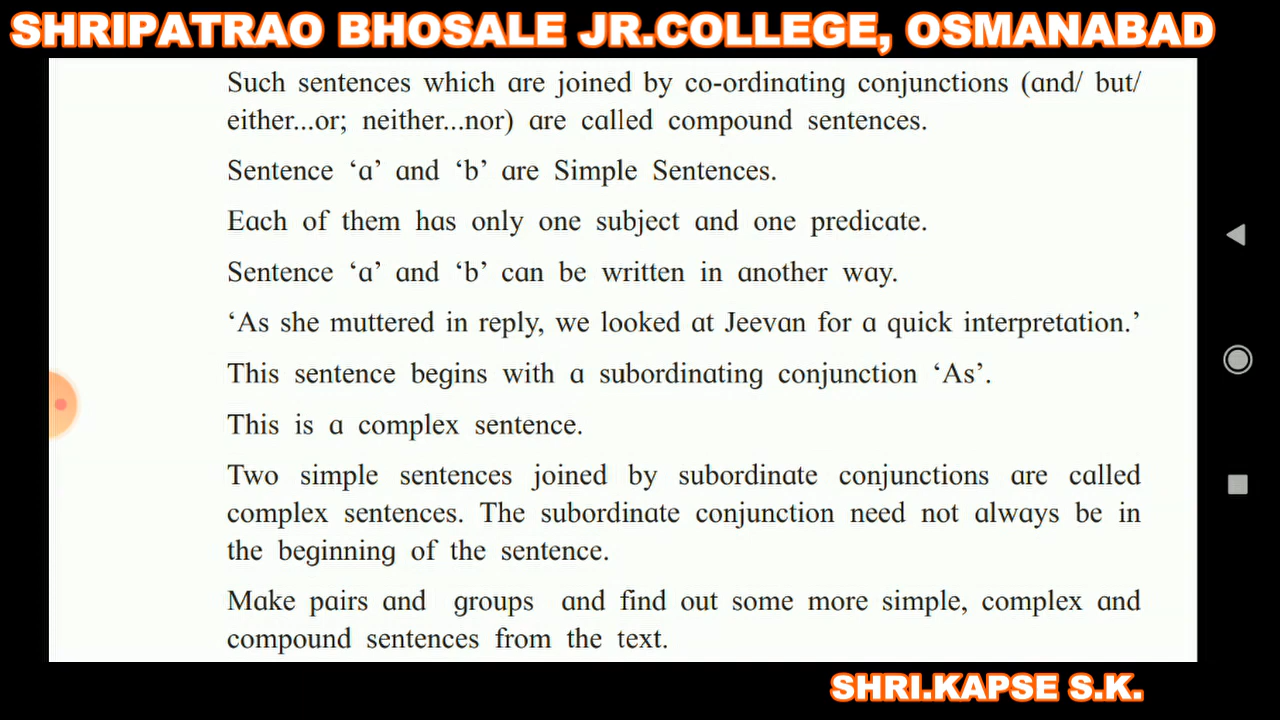 SHRIPATRAO BHOSALE JR.COLLEGE, OSMANABAD
Such sentences which are joined by co-ordinating conjunctions (and/ but/
either...or; neither...nor) are called compound sentences.
Sentence ‘a’ and ‘b’ are Simple Sentences.
Each of them has only one subject and one predicate.
Sentence ‘a’ and ‘b’ can be written in another way.
‘As she muttered in reply, we looked at Jeevan for a quick interpretation.’
This sentence begins with a subordinating conjunction ‘As’.
This is a complex sentence.
Two simple sentences joined by subordinate conjunctions are called
complex sentences. The subordinate conjunction need not always be in
the beginning of the sentence.
Make pairs and groups and find out some more simple, complex and
compound sentences from the text.
SHRI.KAPSE S.K.